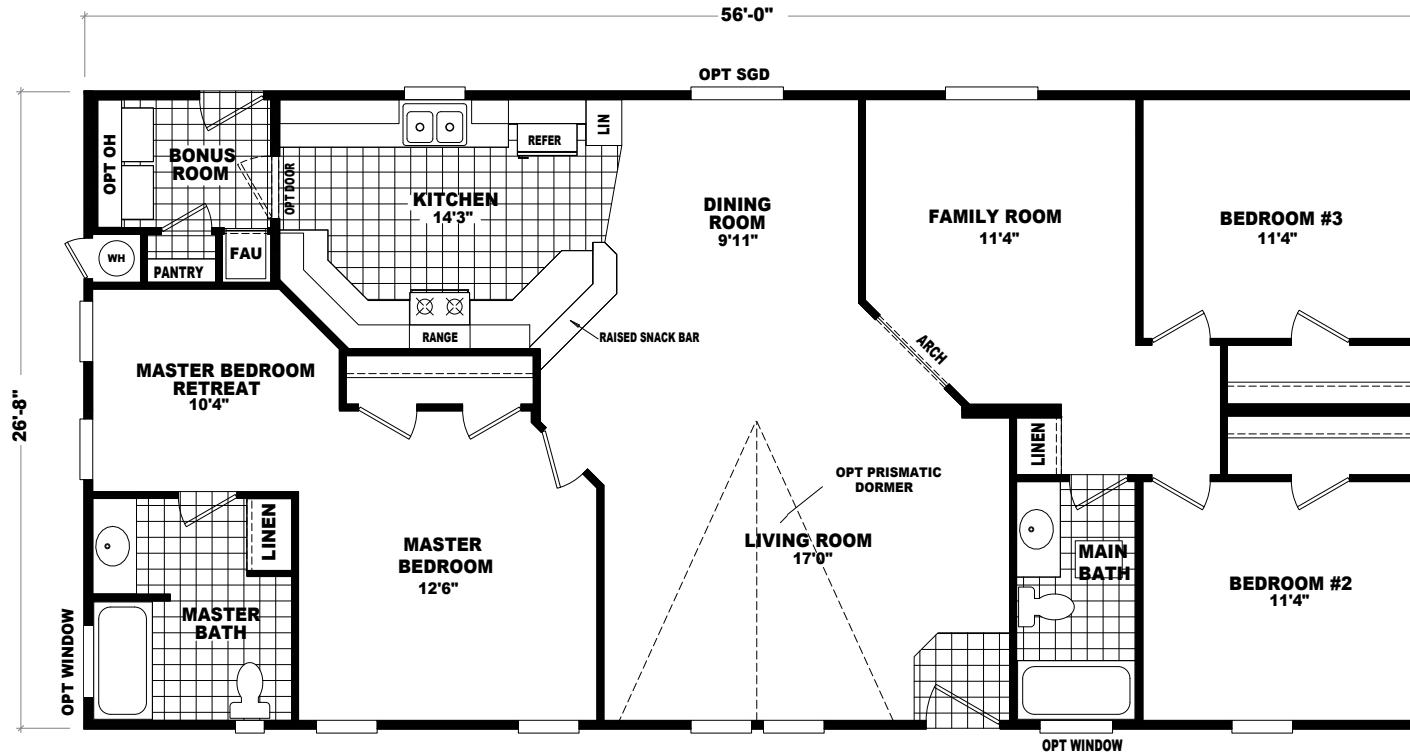 56'-0"
OPT SGD
26'-8"
OPT OH
BONUS
ROOM
OPT DOOR
REFER
LIN
KITCHEN
14'3"
DINING
ROOM
9'11"
FAMILY ROOM
11'4"
BEDROOM #3
11'4"
WH
PANTRY
FAU
RANGE
RAISED SNACK BAR
ARCH
MASTER BEDROOM
RETREAT
10'4"
LINEN
OPT PRISMATIC
DORMER
LINEN
MASTER
BEDROOM
12'6"
LIVING ROOM
17'0"
MAIN
BATH
BEDROOM #2
11'4"
MASTER
BATH
OPT WINDOW
OPT WINDOW